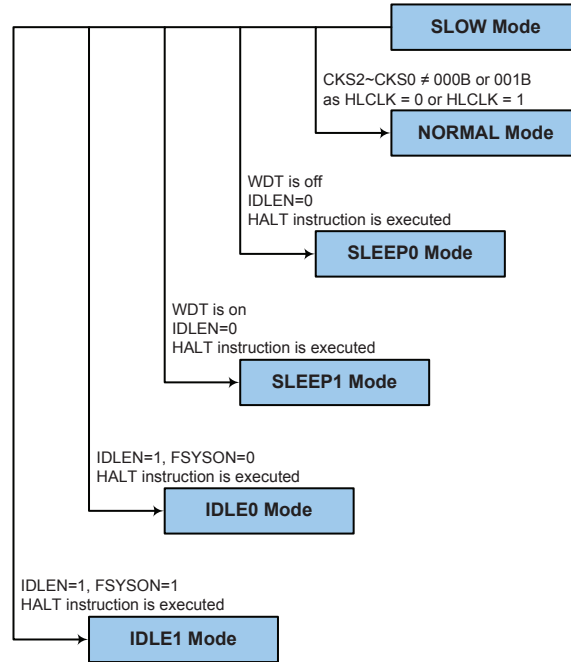 SLOW Mode
CKS2~CKS0 ≠ 000B or 001B
as HLCLK = 0 or HLCLK = 1
NORMAL Mode
WDT is off
IDLEN=0
HALT instruction is executed
SLEEP0 Mode
WDT is on
IDLEN=0
HALT instruction is executed
SLEEP1 Mode
IDLEN=1, FSYSON=0
HALT instruction is executed
IDLE0 Mode
IDLEN=1, FSYSON=1
HALT instruction is executed
IDLE1 Mode